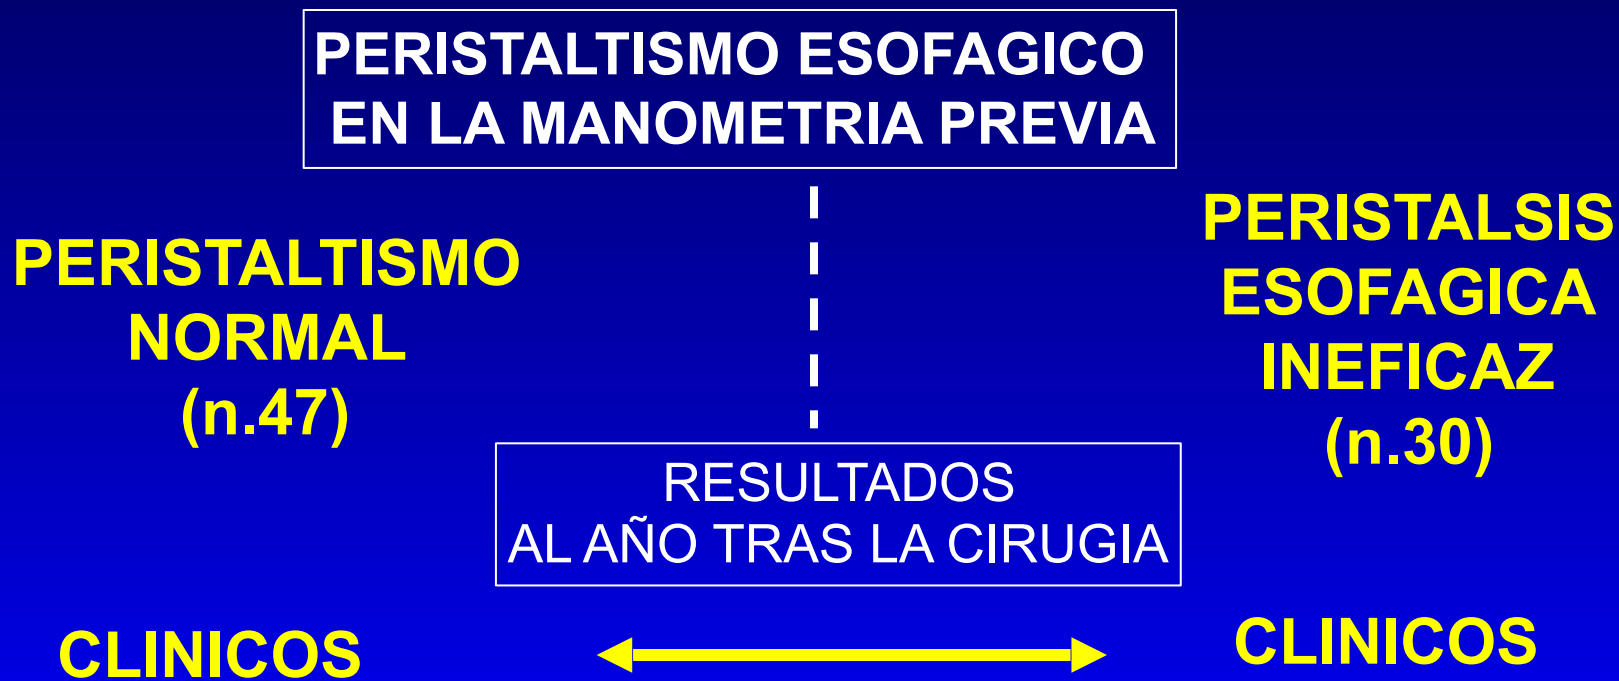 PERISTALTISMO ESOFAGICO
EN LA MANOMETRIA PREVIA
PERISTALTISMO
NORMAL
(n.47)
PERISTALSIS
ESOFAGICA
INEFICAZ
(n.30)
RESULTADOS
AL AÑO TRAS LA CIRUGIA
CLINICOS
CLINICOS